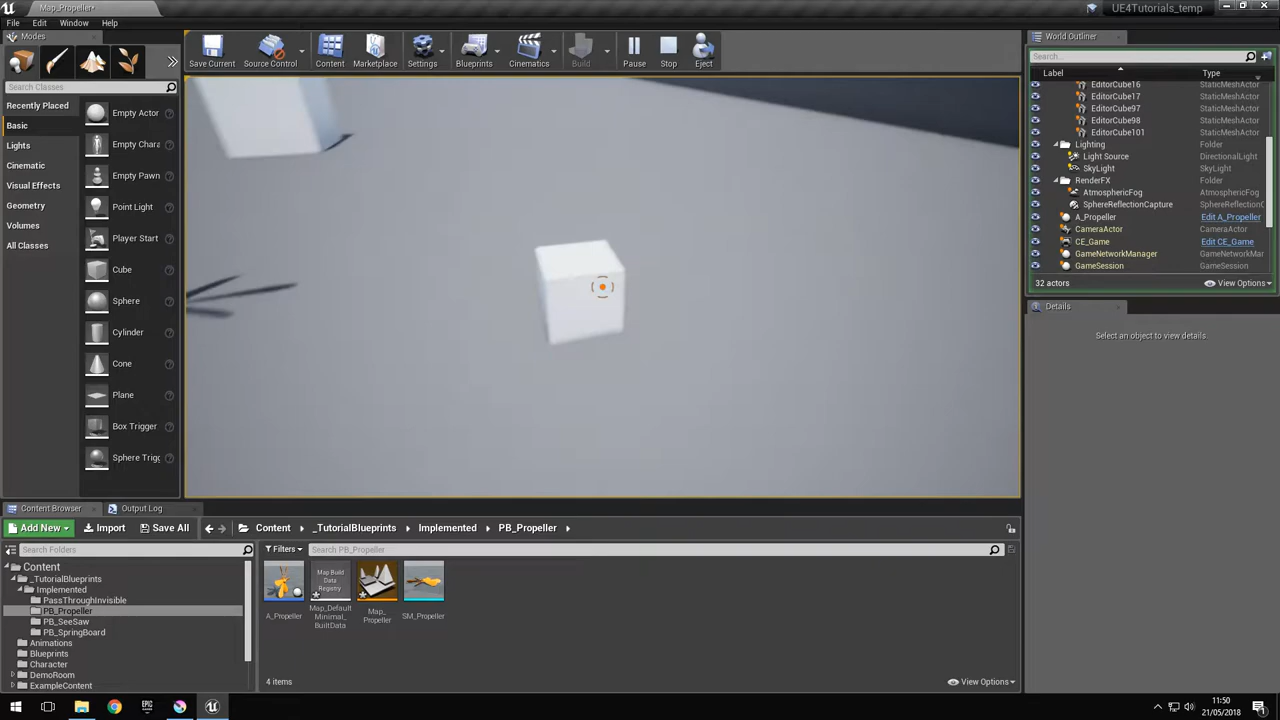 Map_Propeller*
UE4Tutorials_temp
File Edit Window Help
Modes
Search Classes
Recently Placed
Basic
Lights
Cinematic
Visual Effects
Geometry
Volumes
All Classes
Empty Actor
Empty Chara
Empty Pawn
Point Light
Player Start
Cube
Sphere
Cylinder
Cone
Plane
Box Trigger
Sphere Trigg
Save Current Source Control Content Marketplace Settings Blueprints Cinematics Build Pause Stop Eject
World Outliner
Search...
Label Type
EditorCube16 StaticMeshActor
EditorCube17 StaticMeshActor
EditorCube97 StaticMeshActor
EditorCube98 StaticMeshActor
EditorCube101 StaticMeshActor
Lighting Folder
Light Source DirectionalLight
SkyLight SkyLight
RenderFX Folder
AtmosphericFog AtmosphericFog
SphereReflectionCapture SphereReflectionC
A_Propeller Edit A_Propeller
CameraActor CameraActor
CE_Game Edit CE_Game
GameNetworkManager GameNetworkManager
GameSession GameSession
32 actors View Options
Details
Select an object to view details.
Content Browser Output Log
Add New Import Save All Content _TutorialBlueprints Implemented PB_Propeller
Search Folders
Filters Search PB_Propeller
Content
_TutorialBlueprints
Implemented
PassThroughInvisible
PB_Propeller
PB_SeeSaw
PB_SpringBoard
Animations
Blueprints
Character
DemoRoom
ExampleContent
Map Build
Data
Registry
A_Propeller
Map_Default
Minimal_
BuiltData
Map_
Propeller
SM_Propeller
4 items View Options
EPIC
11:50
21/05/2018
1